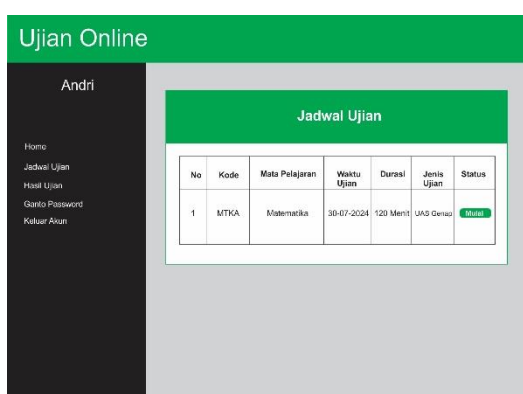 Ujian Online
Andri
Home
Jadwal Ujian
Hasil Ujian
Ganto Password
Keluar Akun
Jadwal Ujian
No Kode Mata Pelajaran Waktu Ujian Durasi Jenis Ujian Status
1 MTKA Matematika 30-07-2024 120 Menit UAS Genap Mulai